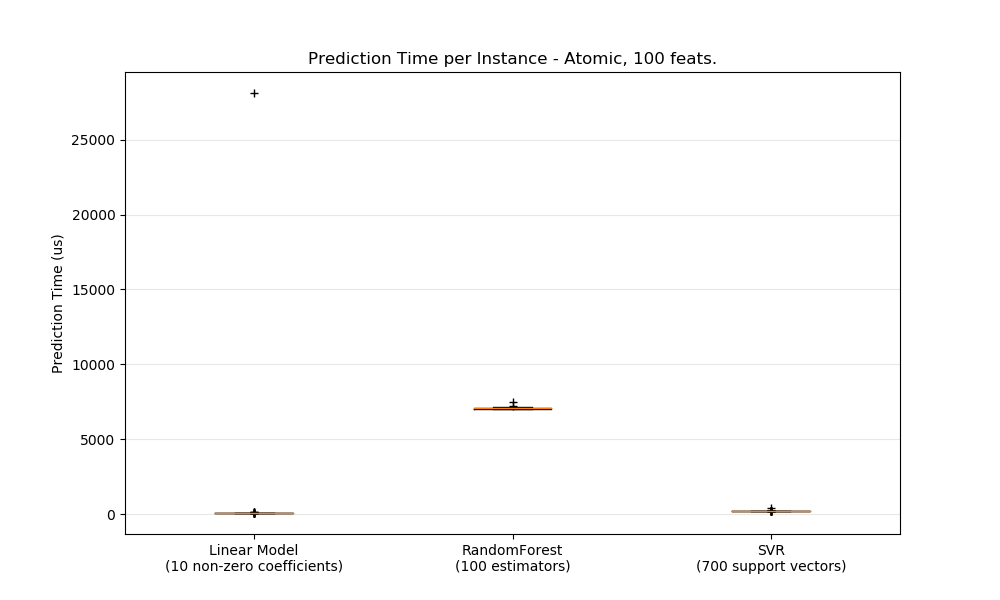 Prediction Time per Instance - Atomic, 100 feats.
Prediction Time (us)
25000
20000
15000
10000
5000
0
Linear Model
(10 non-zero coefficients)
RandomForest
(100 estimators)
SVR
(700 support vectors)